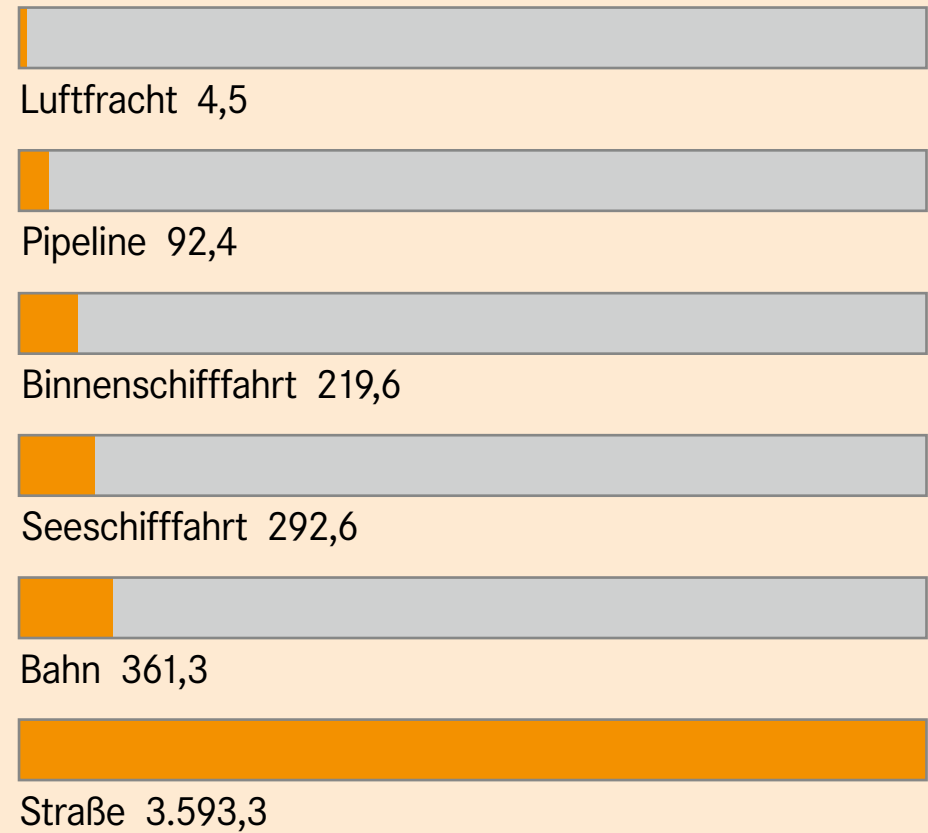 Luftfracht 4,5
Pipeline 92,4
Binnenschifffahrt 219,6
Seeschifffahrt 292,6
Bahn 361,3
Straße 3.593,3